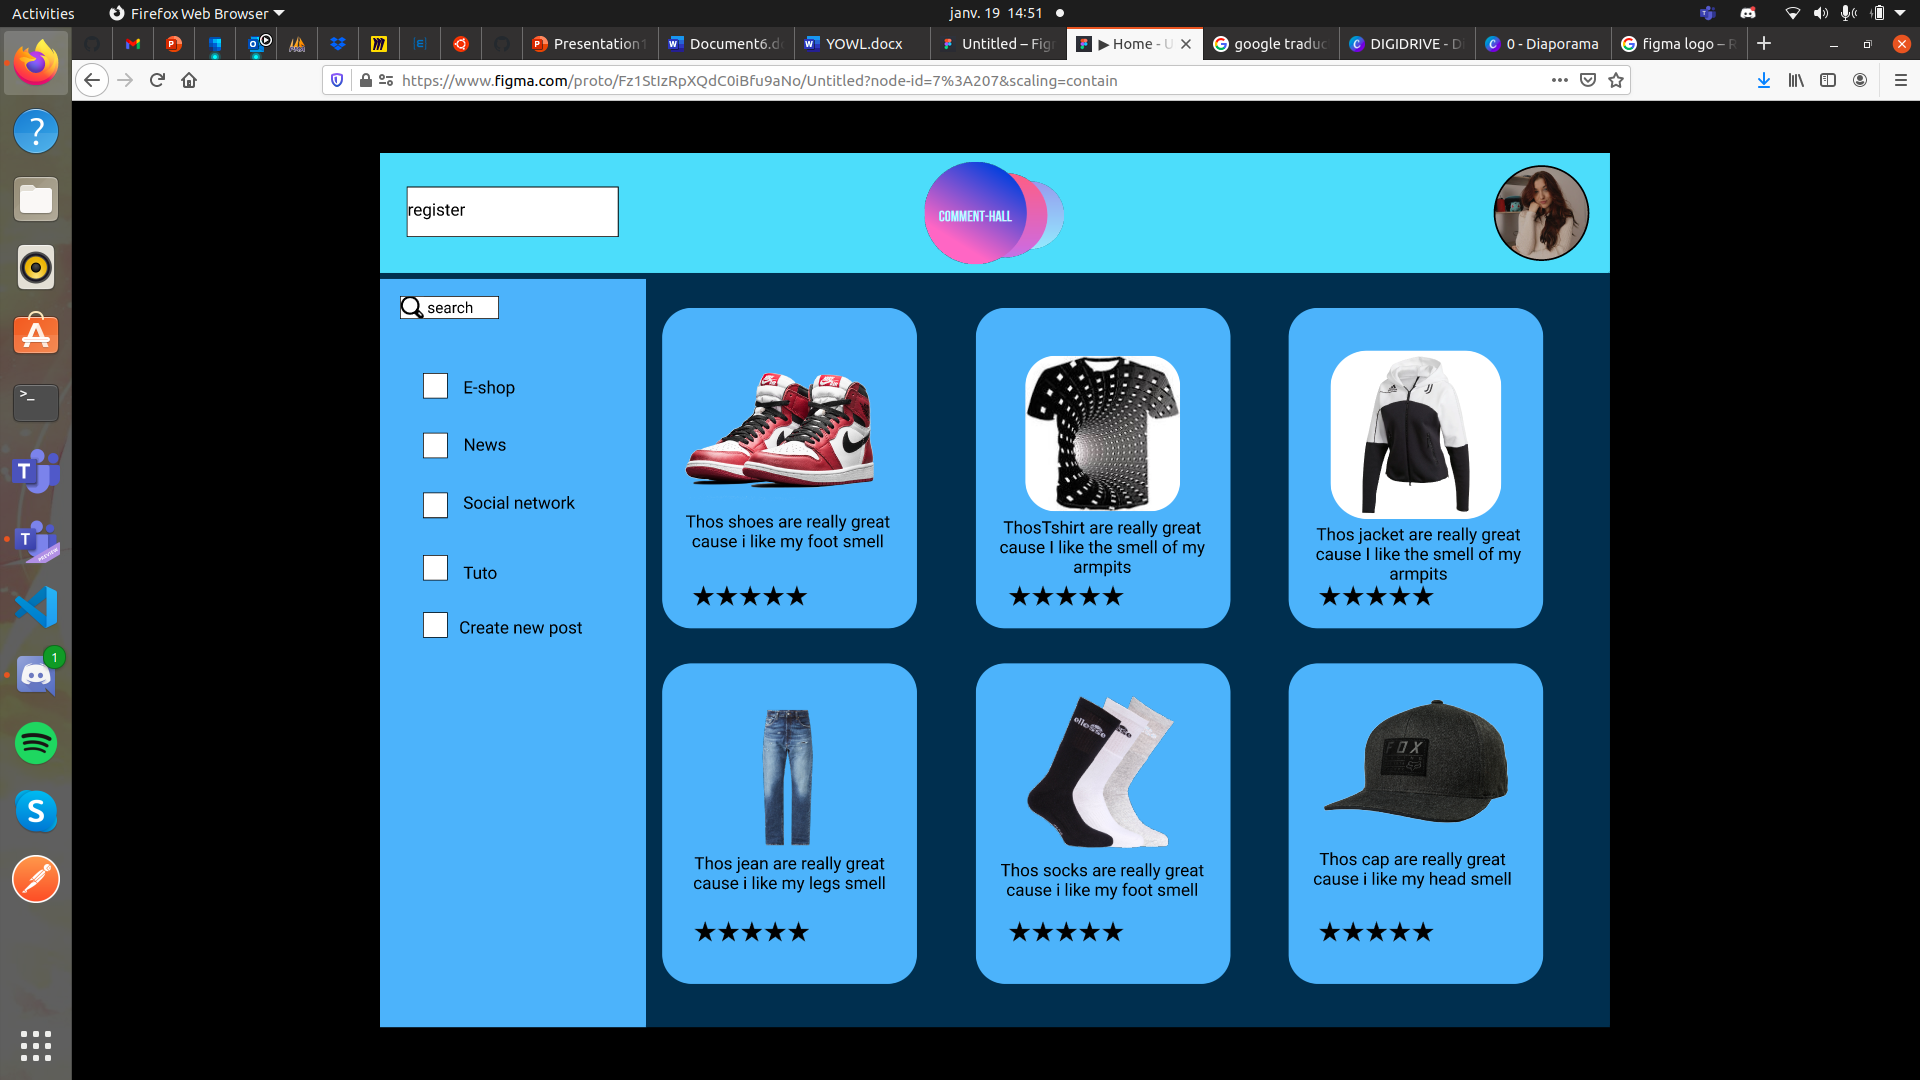 Activities
Firefox Web Browser
janv. 19 14:51
Presentation1
Document6.d
YOWL.docx
Untitled – Fig
Home - U
google traduc
DIGIDRIVE - D
0 - Diaporama
figma logo – R
https://www.figma.com/proto/Fz1StIzRpXQdC0iBfu9aNo/Untitled?node-id=7%3A207&scaling=contain
register
COMMENT-HALL
search
E-shop
News
Social network
Tuto
Create new post
Thos shoes are really great
cause i like my foot smell
★★★★★
ThosTshirt are really great
cause I like the smell of my
armpits
★★★★★
Thos jacket are really great
cause I like the smell of my
armpits
★★★★★
Thos jean are really great
cause i like my legs smell
★★★★★
ellesse
Thos socks are really great
cause i like my foot smell
★★★★★
FOX
Thos cap are really great
cause i like my head smell
★★★★★
1
PREVIEW